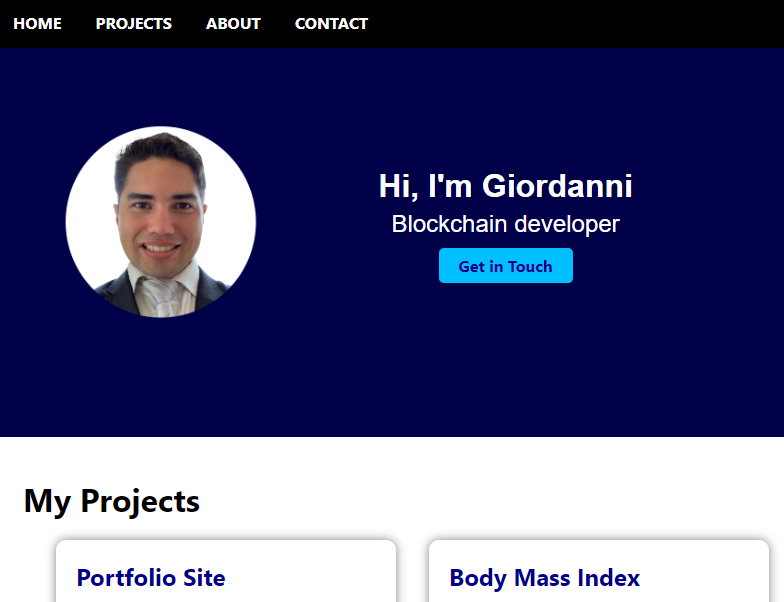 HOME PROJECTS ABOUT CONTACT
Hi, I'm Giordanni
Blockchain developer
Get in Touch
My Projects
Portfolio Site
Body Mass Index